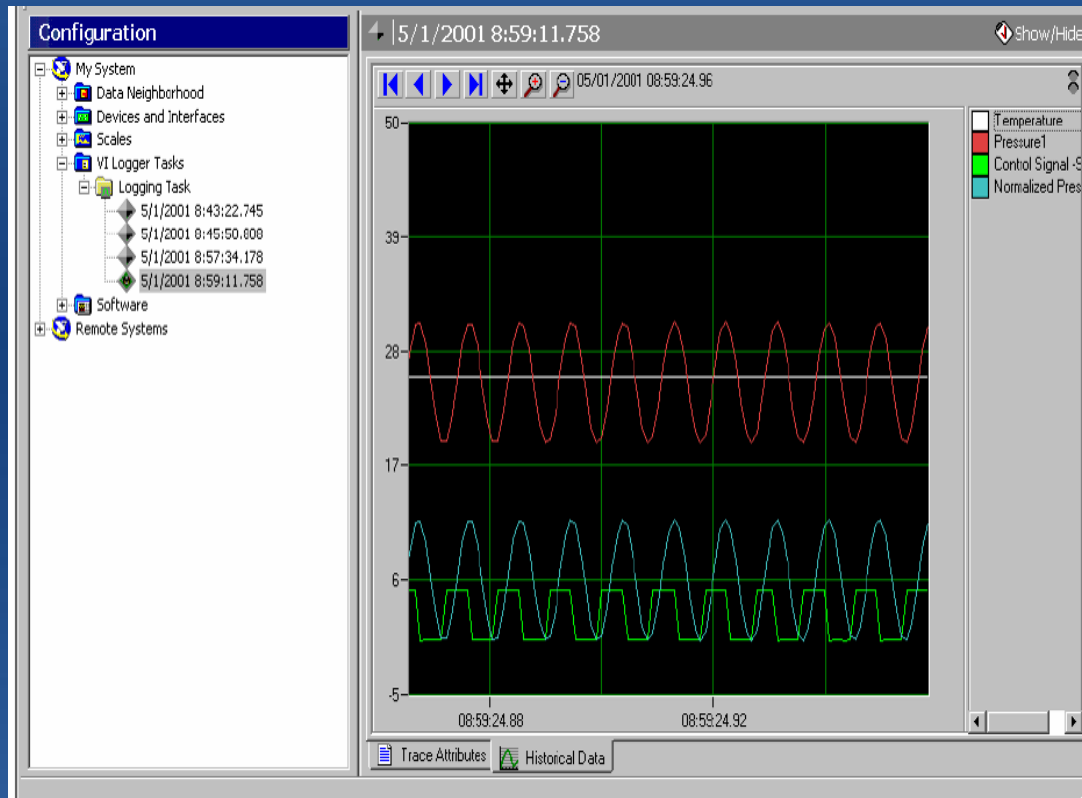 Configuration
My System
Data Neighborhood
Devices and Interfaces
Scales
VI Logger Tasks
Logging Task
5/1/2001 8:43:22.745
5/1/2001 8:45:50.808
5/1/2001 8:57:34.178
5/1/2001 8:59:11.758
Software
Remote Systems
5/1/2001 8:59:11.758
Show/Hide
05/01/2001 08:59:24.96
50
39
28
17
6
-5
08:59:24.88 08:59:24.92
Temperature
Pressure1
Control Signal -S
Normalized Pres
Trace Attributes
Historical Data